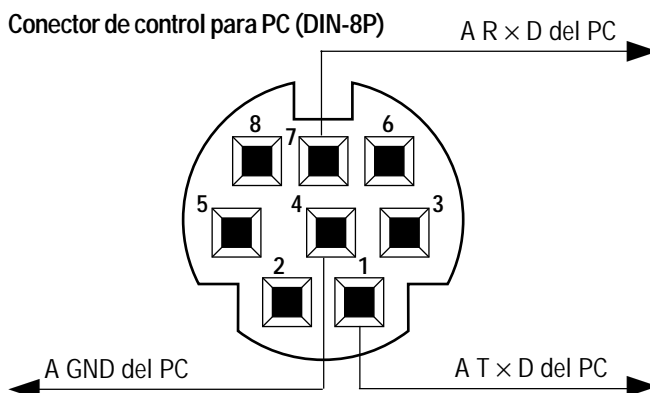 Conector de control para PC (DIN-8P)
A R × D del PC
8 7 6
5 4 3
2 1
A GND del PC
A T × D del PC